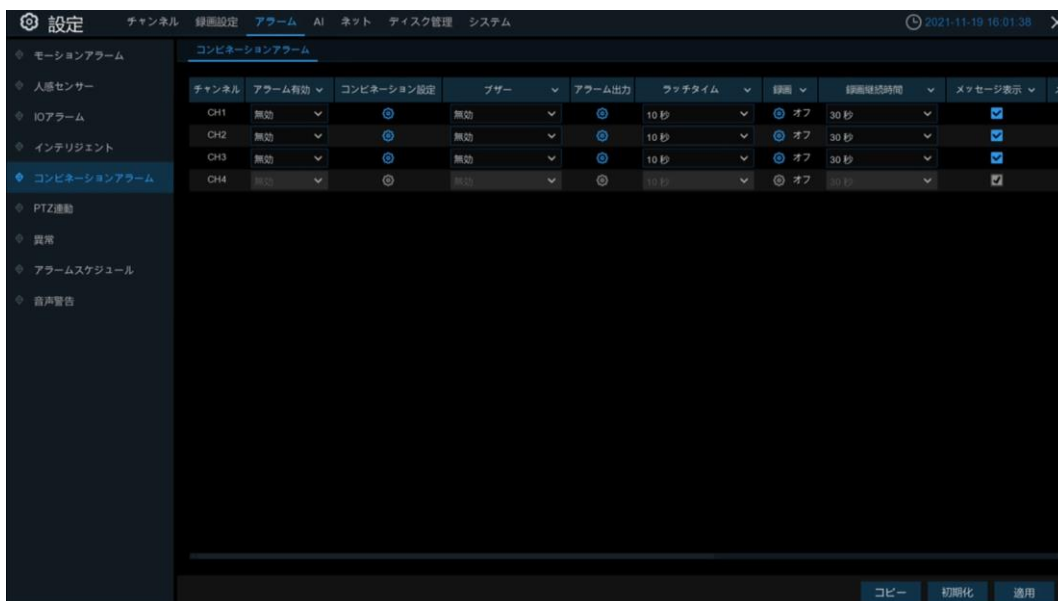 設定 チャンネル 録画設定 アラーム AI ネット ディスク管理 システム 2021-11-19 16:01:38
モーションアラーム
人感センサー
IOアラーム
インテリジェント
コンビネーションアラーム
PTZ連動
異常
アラームスケジュール
音声警告
コンビネーションアラーム
チャンネル アラーム有効 コンビネーション設定 ブザー アラーム出力 ラッチタイム 録画 録画継続時間 メッセージ表示
CH1 無効 無効 10 秒 オフ 30 秒
CH2 無効 無効 10 秒 オフ 30 秒
CH3 無効 無効 10 秒 オフ 30 秒
CH4 無効 無効 10 秒 オフ 30 秒
コピー 初期化 適用